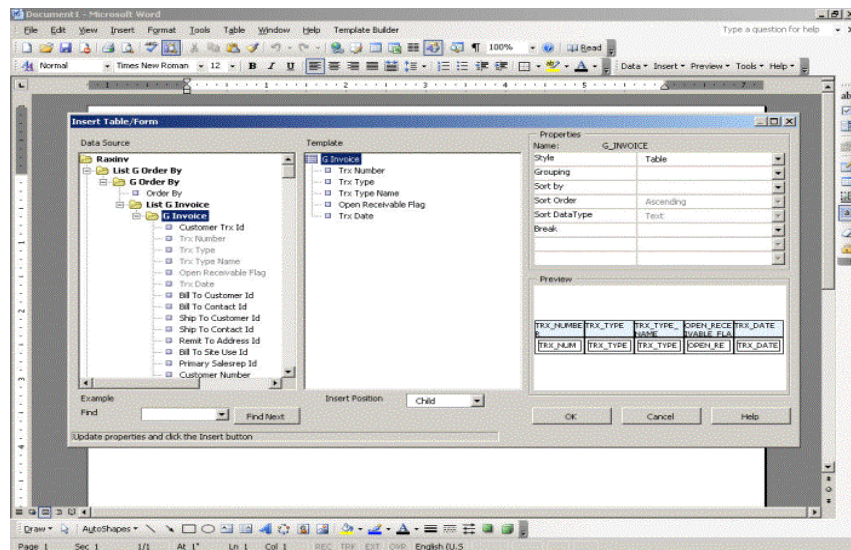 Document1 - Microsoft Word
File Edit View Insert Format Tools Table Window Help Template Builder
Type a question for help
100% Read
Normal Times New Roman 12 B I U Data Insert Preview Tools Help
Insert Table/Form
Data Source
Raxinv
List G Order By
G Order By
Order By
List G Invoice
G Invoice
Customer Trx Id
Trx Number
Trx Type
Trx Type Name
Open Receivable Flag
Trx Date
Bill To Customer Id
Bill To Contact Id
Ship To Customer Id
Ship To Contact Id
Remit To Address Id
Bill To Site Use Id
Primary Salesrep Id
Customer Number
Example
Find Find Next
Template
G Invoice
Trx Number
Trx Type
Trx Type Name
Open Receivable Flag
Trx Date
Insert Position Child
Properties
Name: G_INVOICE
Style Table
Grouping
Sort by
Sort Order Ascending
Sort DataType Text
Break
Preview
TRX_NUMBE TRX_TYPE TRX_TYPE_ OPEN_RECE TRX_DATE
R NAME IVABLE_FLA
TRX_NUM TRX_TYPE TRX_TYPE OPEN_RE TRX_DATE
OK Cancel Help
Update properties and click the Insert button
Draw AutoShapes
Page 1 Sec 1 1/1 At 1" Ln 1 Col 1 REC TRK EXT OVR English (U.S